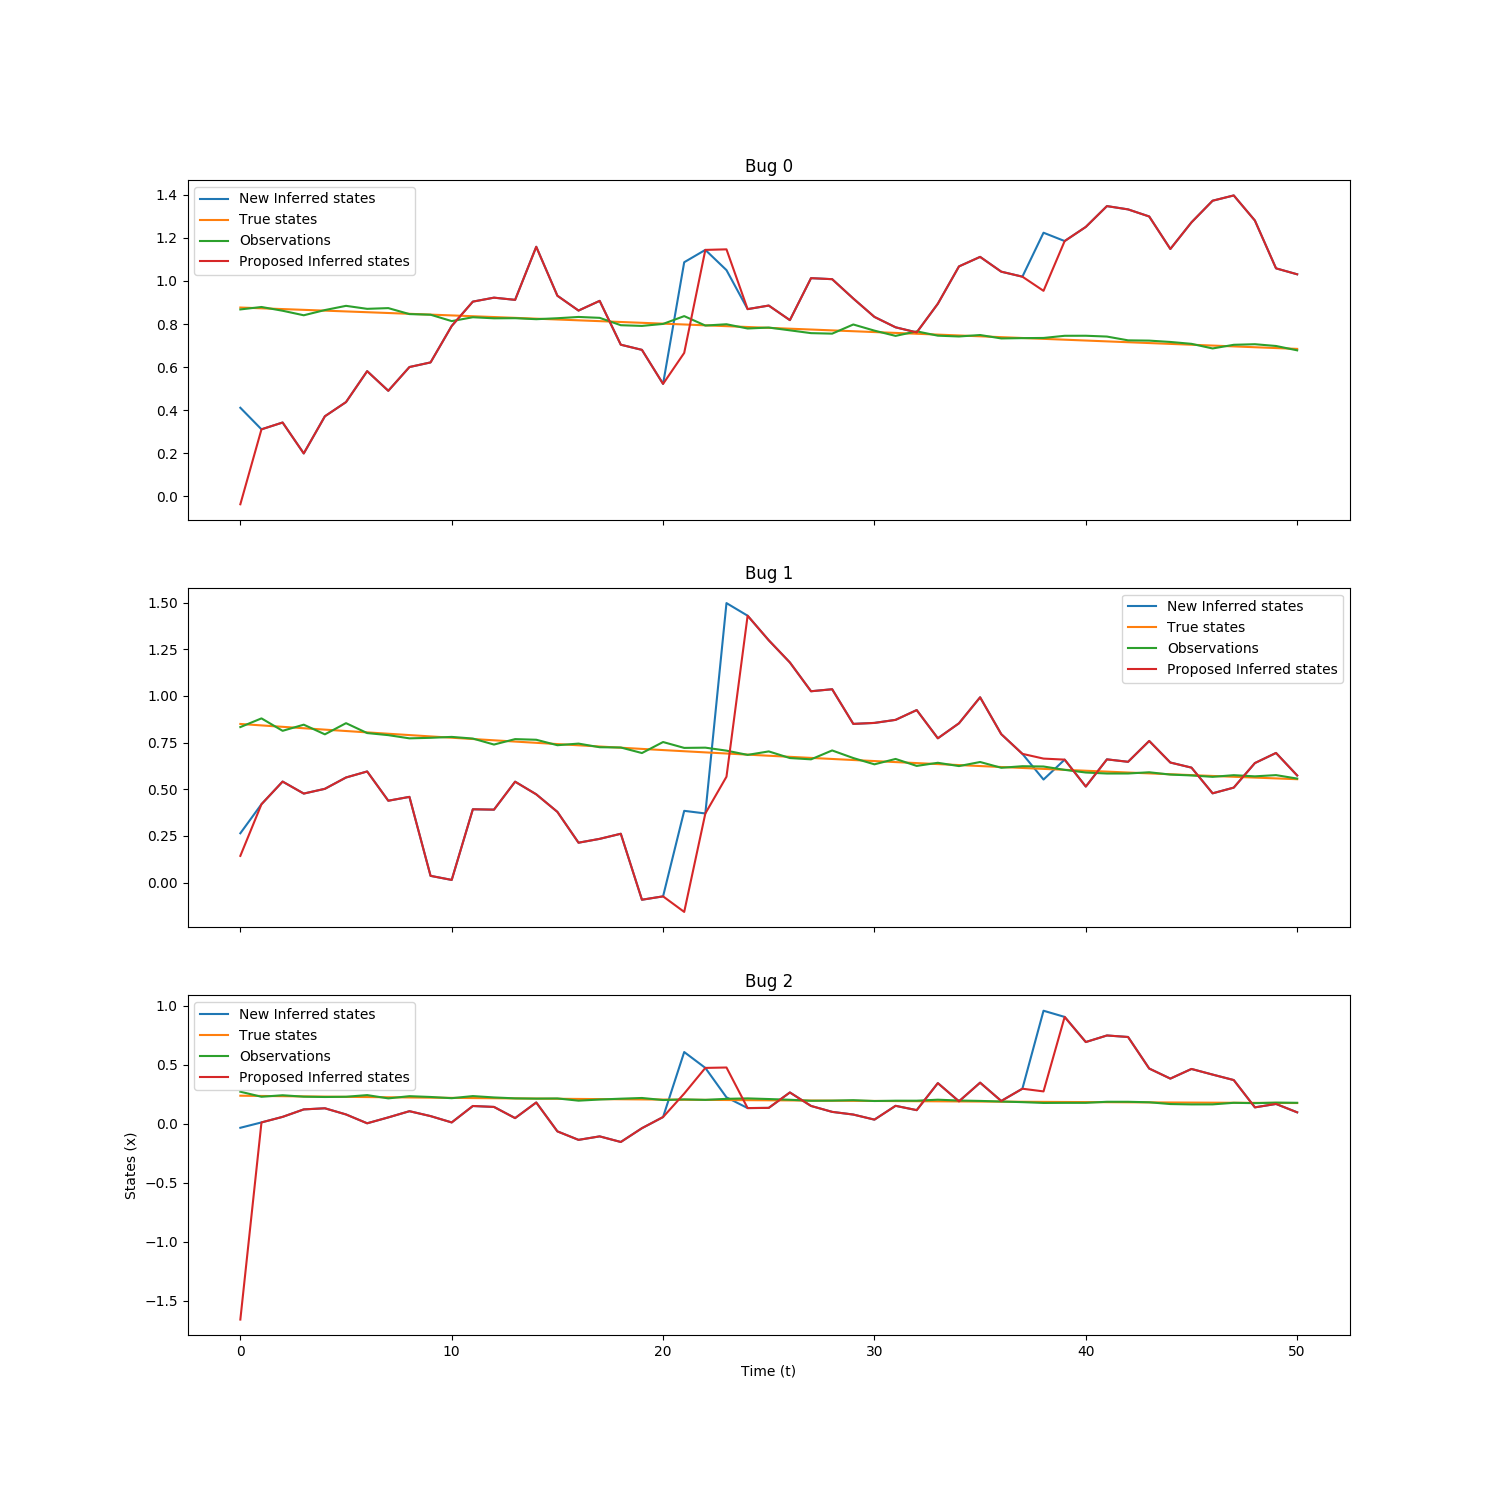 Bug 0
1.4
1.2
1.0
0.8
0.6
0.4
0.2
0.0
New Inferred states
True states
Observations
Proposed Inferred states
Bug 1
1.50
1.25
1.00
0.75
0.50
0.25
0.00
New Inferred states
True states
Observations
Proposed Inferred states
Bug 2
1.0
0.5
0.0
−0.5
−1.0
−1.5
States (x)
New Inferred states
True states
Observations
Proposed Inferred states
0 10 20 30 40 50
Time (t)